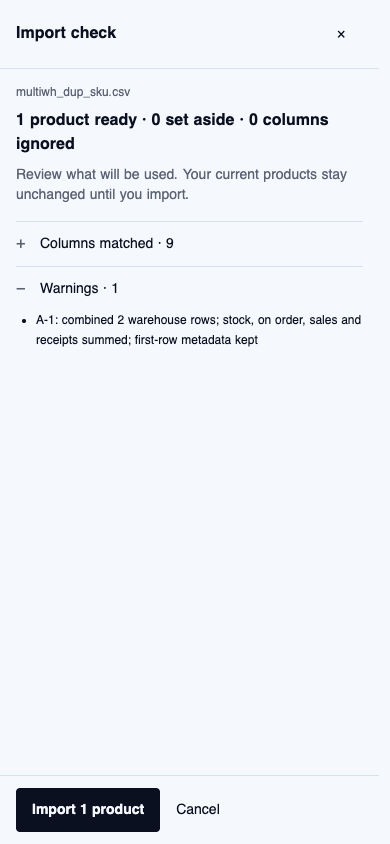 Import check
×
multiwh_dup_sku.csv
1 product ready · 0 set aside · 0 columns
ignored
Review what will be used. Your current products stay
unchanged until you import.
+ Columns matched · 9
− Warnings · 1
• A-1: combined 2 warehouse rows; stock, on order, sales and
receipts summed; first-row metadata kept
Import 1 product
Cancel